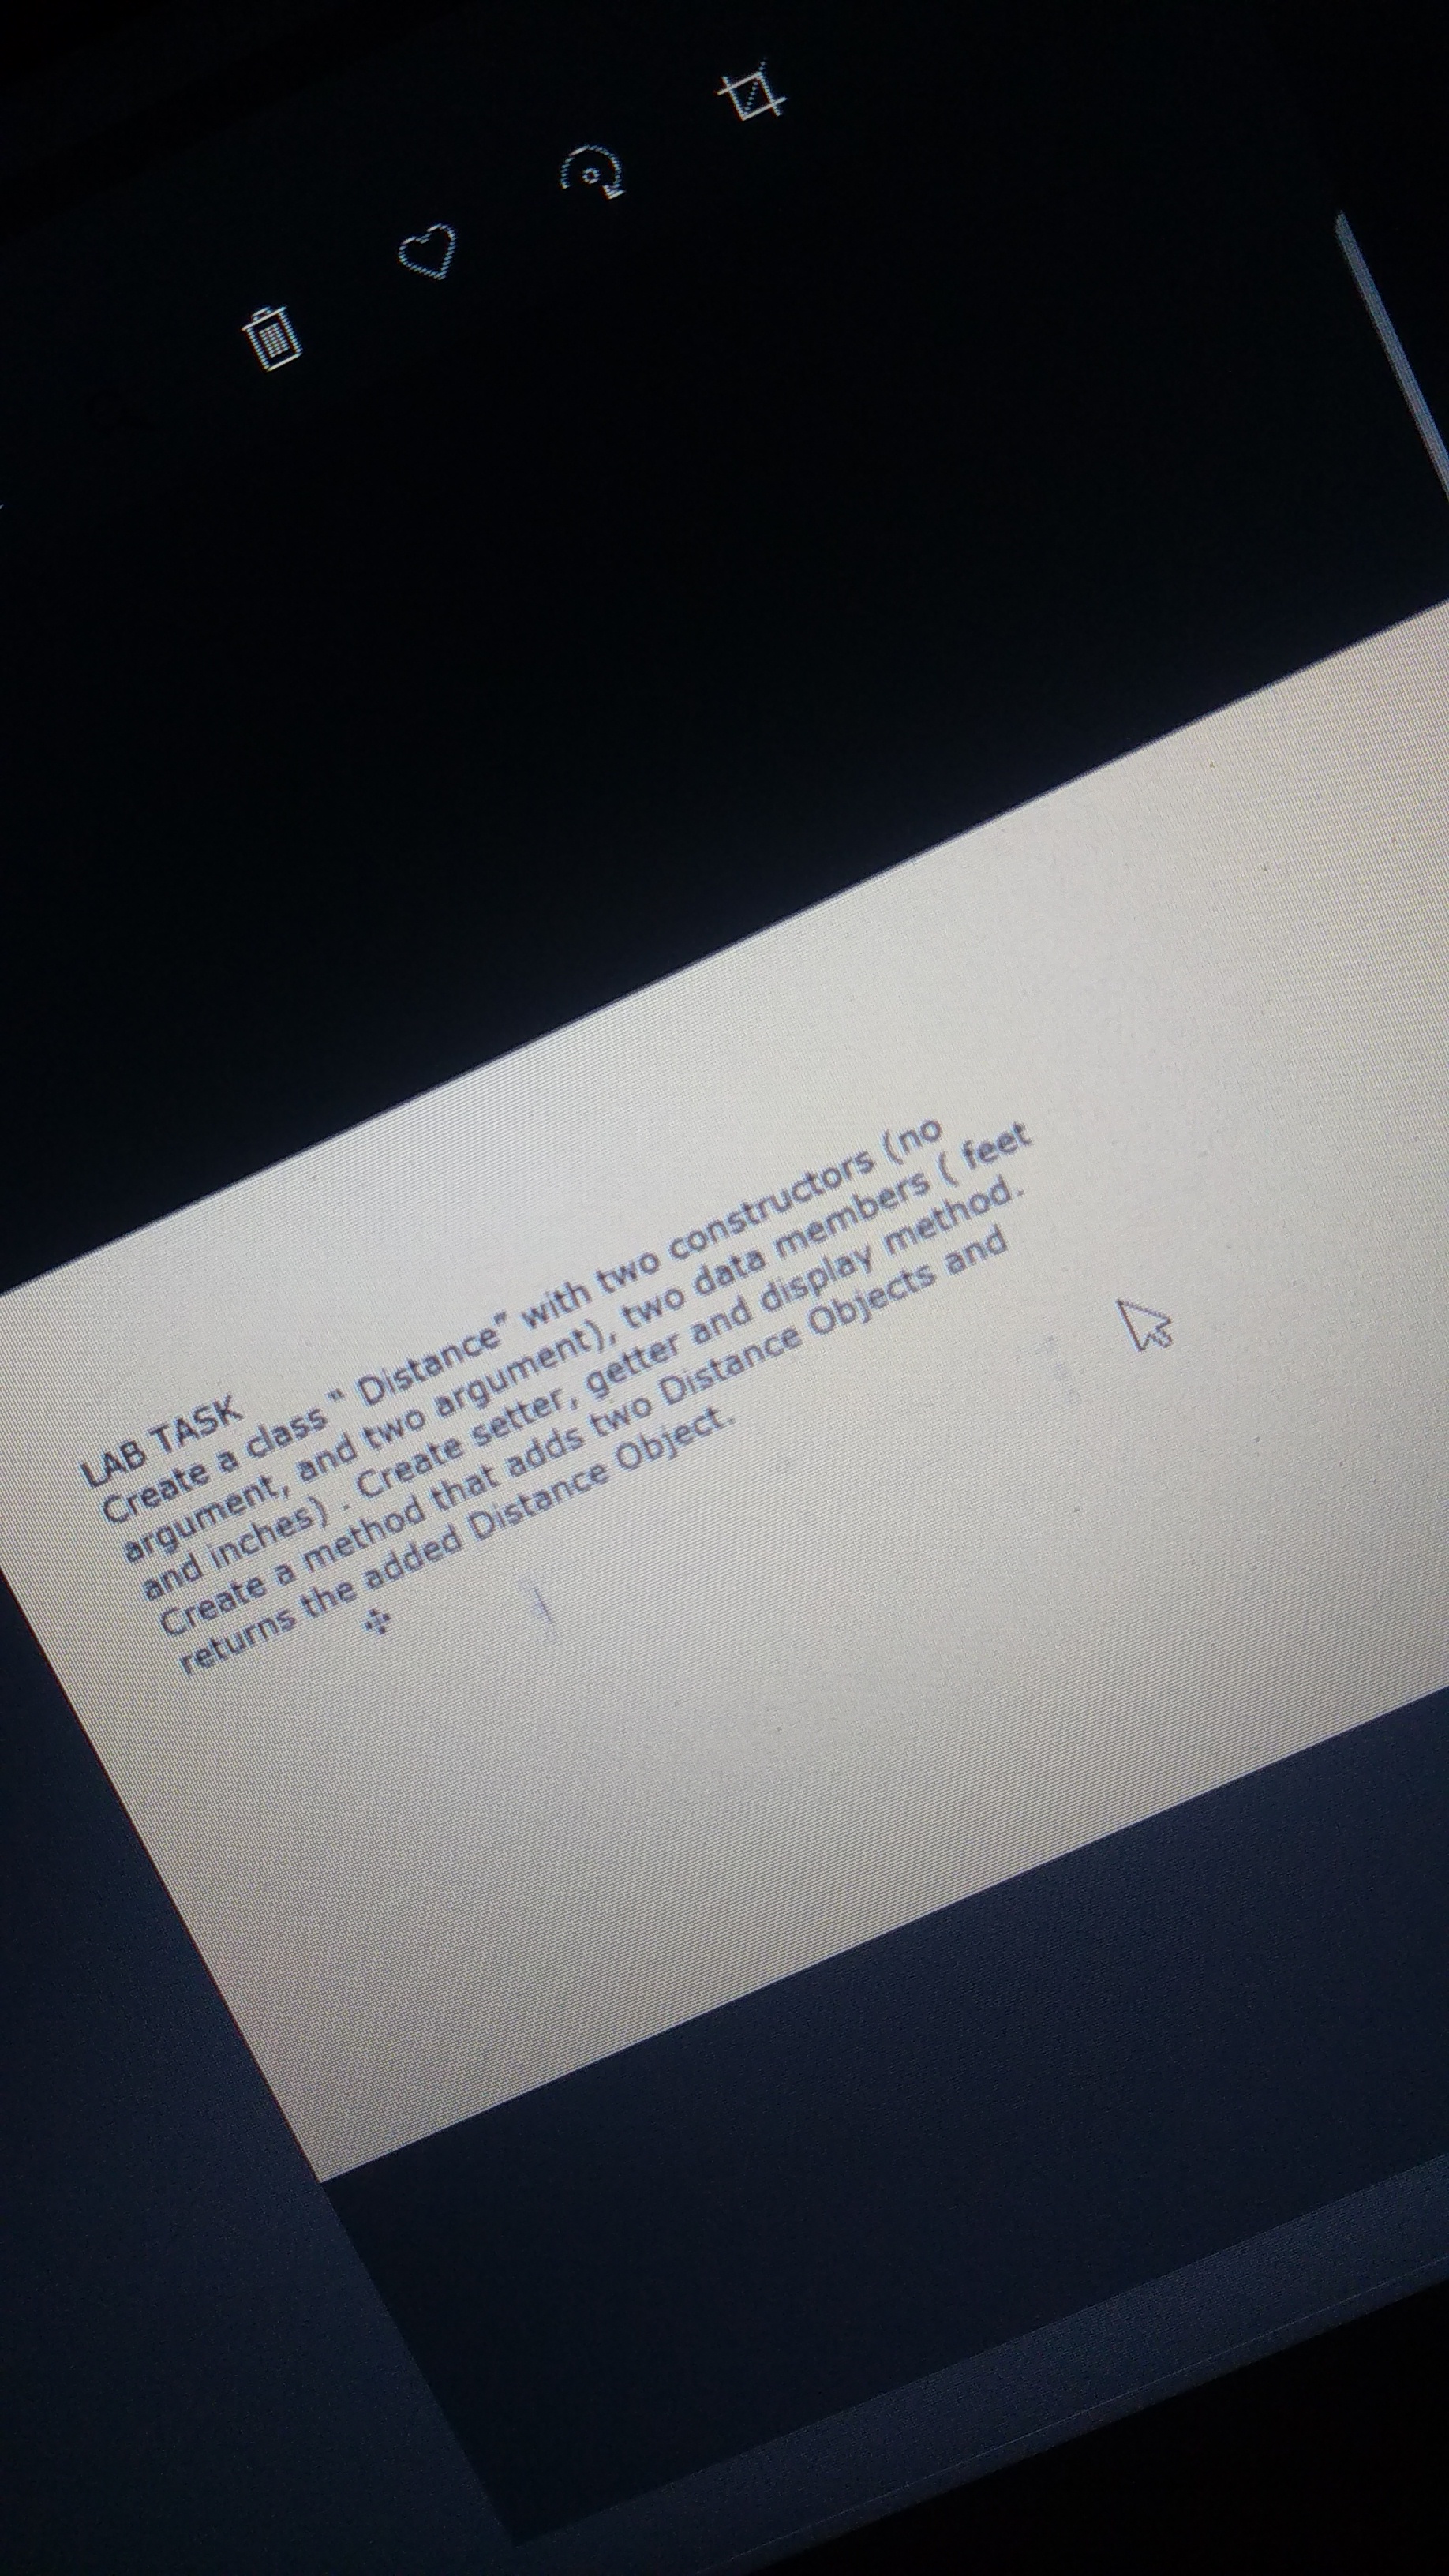 LAB TASK
Create a class “ Distance” with two constructors (no
argument, and two argument), two data members ( feet
and inches) . Create setter, getter and display method.
Create a method that adds two Distance Objects and
returns the added Distance Object.